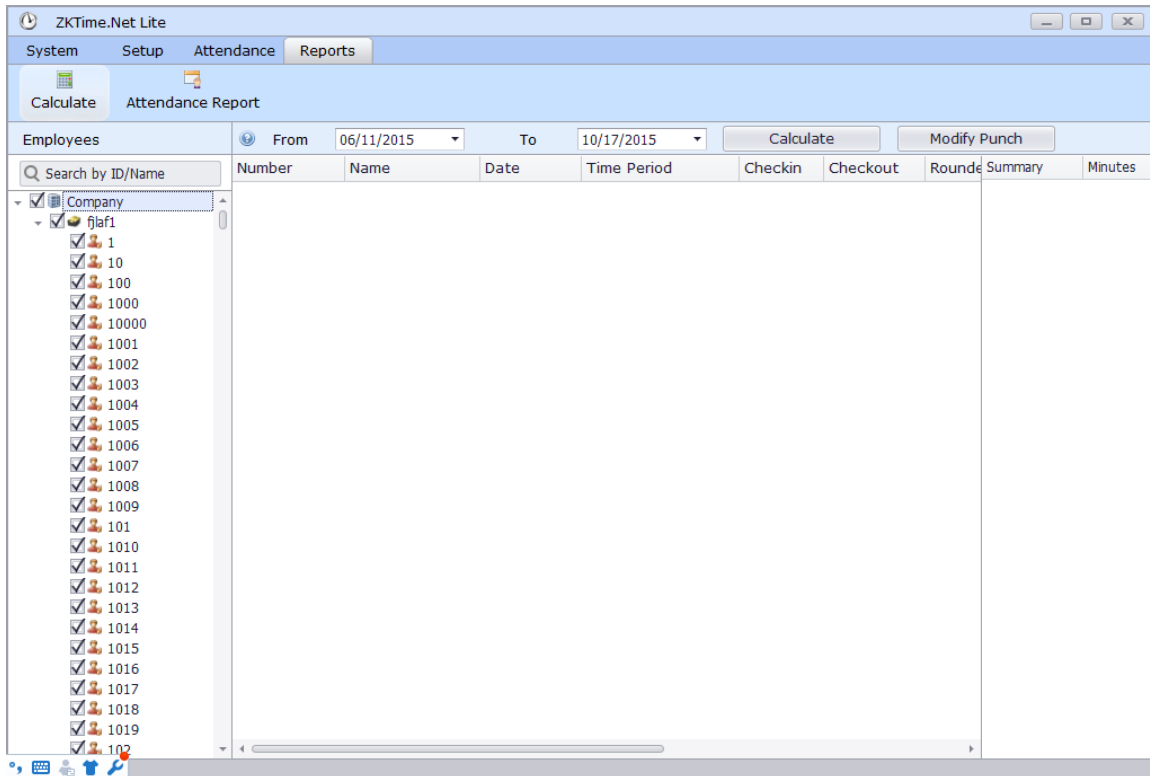 ZKTime.Net Lite
System Setup Attendance Reports
Calculate Attendance Report
Employees
From 06/11/2015 To 10/17/2015 Calculate Modify Punch
Search by ID/Name
Number Name Date Time Period Checkin Checkout Rounde Summary Minutes
Company
fjlaf1
1
10
100
1000
10000
1001
1002
1003
1004
1005
1006
1007
1008
1009
101
1010
1011
1012
1013
1014
1015
1016
1017
1018
1019
102